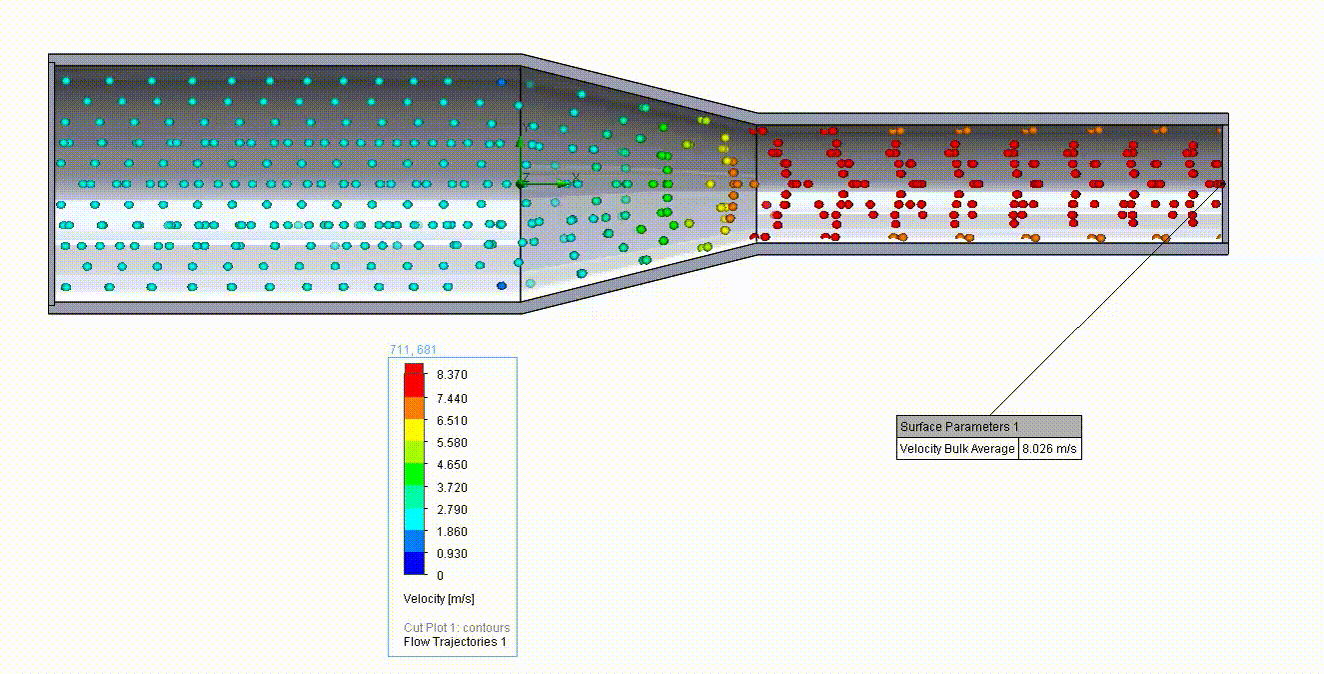 Y
Z
X
711, 681
8.370
7.440
6.510
5.580
4.650
3.720
2.790
1.860
0.930
0
Velocity [m/s]
Cut Plot 1: contours
Flow Trajectories 1
Surface Parameters 1
Velocity Bulk Average 8.026 m/s